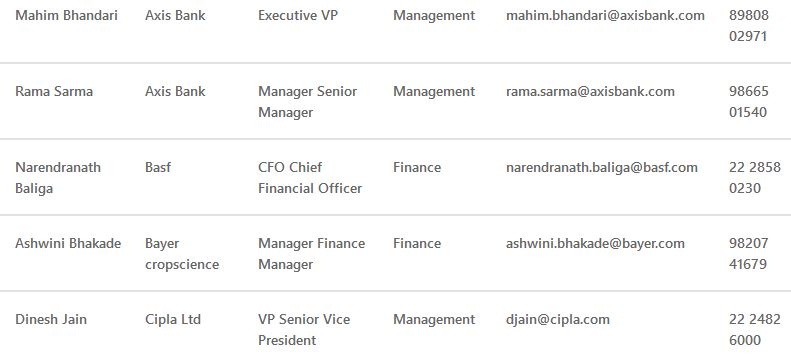 Mahim Bhandari Axis Bank Executive VP Management mahim.bhandari@axisbank.com 89808
02971
Rama Sarma Axis Bank Manager Senior Management rama.sarma@axisbank.com 98665
Manager 01540
Narendranath Basf CFO Chief Finance narendranath.baliga@basf.com 22 2858
Baliga Financial Officer 0230
Ashwini Bhakade Bayer Manager Finance Finance ashwini.bhakade@bayer.com 98207
cropscience Manager 41679
Dinesh Jain Cipla Ltd VP Senior Vice Management djain@cipla.com 22 2482
President 6000